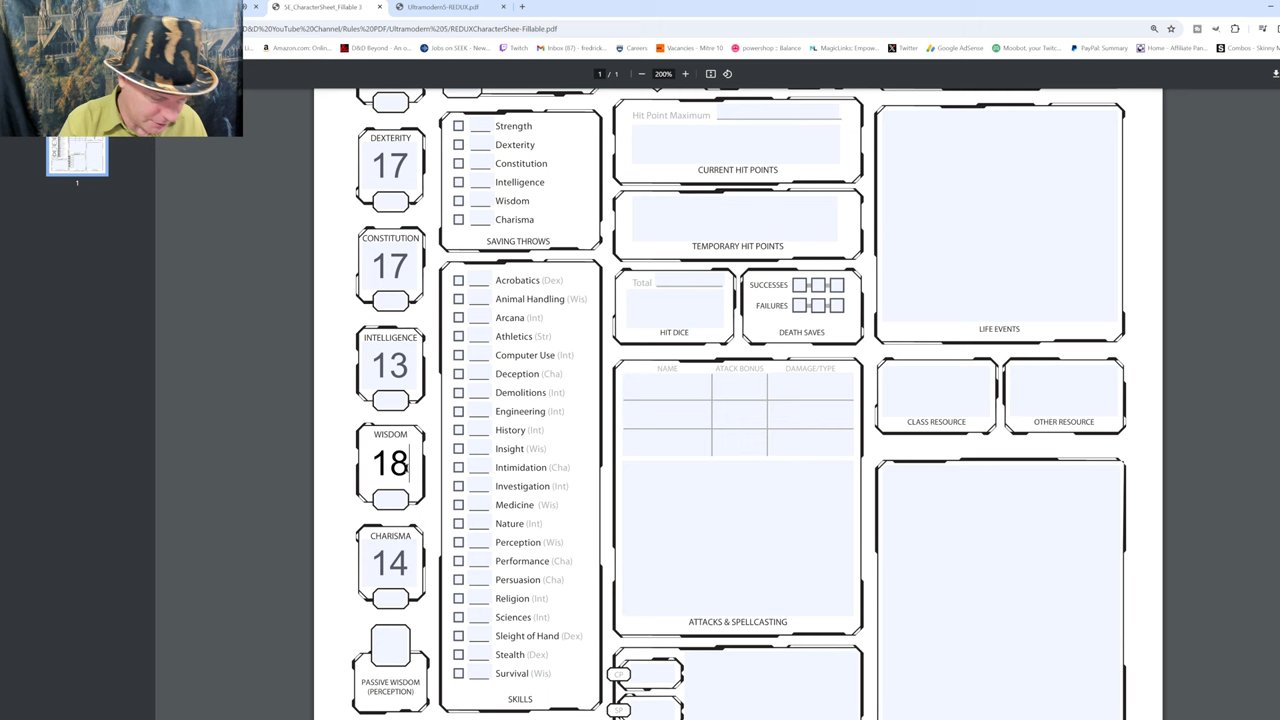 5E_CharacterSheet_Fillable 3
Ultramodern5-REDUX.pdf
D&D%20YouTube%20Channel/Rules%20PDF/Ultramodern%205/REDUXCharacterShee-Fillable.pdf
Amazon.com: Onlin...
D&D Beyond - An o...
Jobs on SEEK - New...
Twitch
Inbox (87) - fredrick...
Careers
Vacancies - Mitre 10
powershop :: Balance
MagicLinks: Empow...
Twitter
Google AdSense
Moobot, your Twitc...
PayPal: Summary
Home - Affiliate Pan...
Combos - Skinny M
1 / 1
200%
1
DEXTERITY
17
CONSTITUTION
17
INTELLIGENCE
13
WISDOM
18
CHARISMA
14
PASSIVE WISDOM
(PERCEPTION)
Strength
Dexterity
Constitution
Intelligence
Wisdom
Charisma
SAVING THROWS
Acrobatics (Dex)
Animal Handling (Wis)
Arcana (Int)
Athletics (Str)
Computer Use (Int)
Deception (Cha)
Demolitions (Int)
Engineering (Int)
History (Int)
Insight (Wis)
Intimidation (Cha)
Investigation (Int)
Medicine (Wis)
Nature (Int)
Perception (Wis)
Performance (Cha)
Persuasion (Cha)
Religion (Int)
Sciences (Int)
Sleight of Hand (Dex)
Stealth (Dex)
Survival (Wis)
SKILLS
Hit Point Maximum
CURRENT HIT POINTS
TEMPORARY HIT POINTS
Total
HIT DICE
SUCCESSES
FAILURES
DEATH SAVES
NAME ATACK BONUS DAMAGE/TYPE
ATTACKS & SPELLCASTING
CP
SP
LIFE EVENTS
CLASS RESOURCE
OTHER RESOURCE